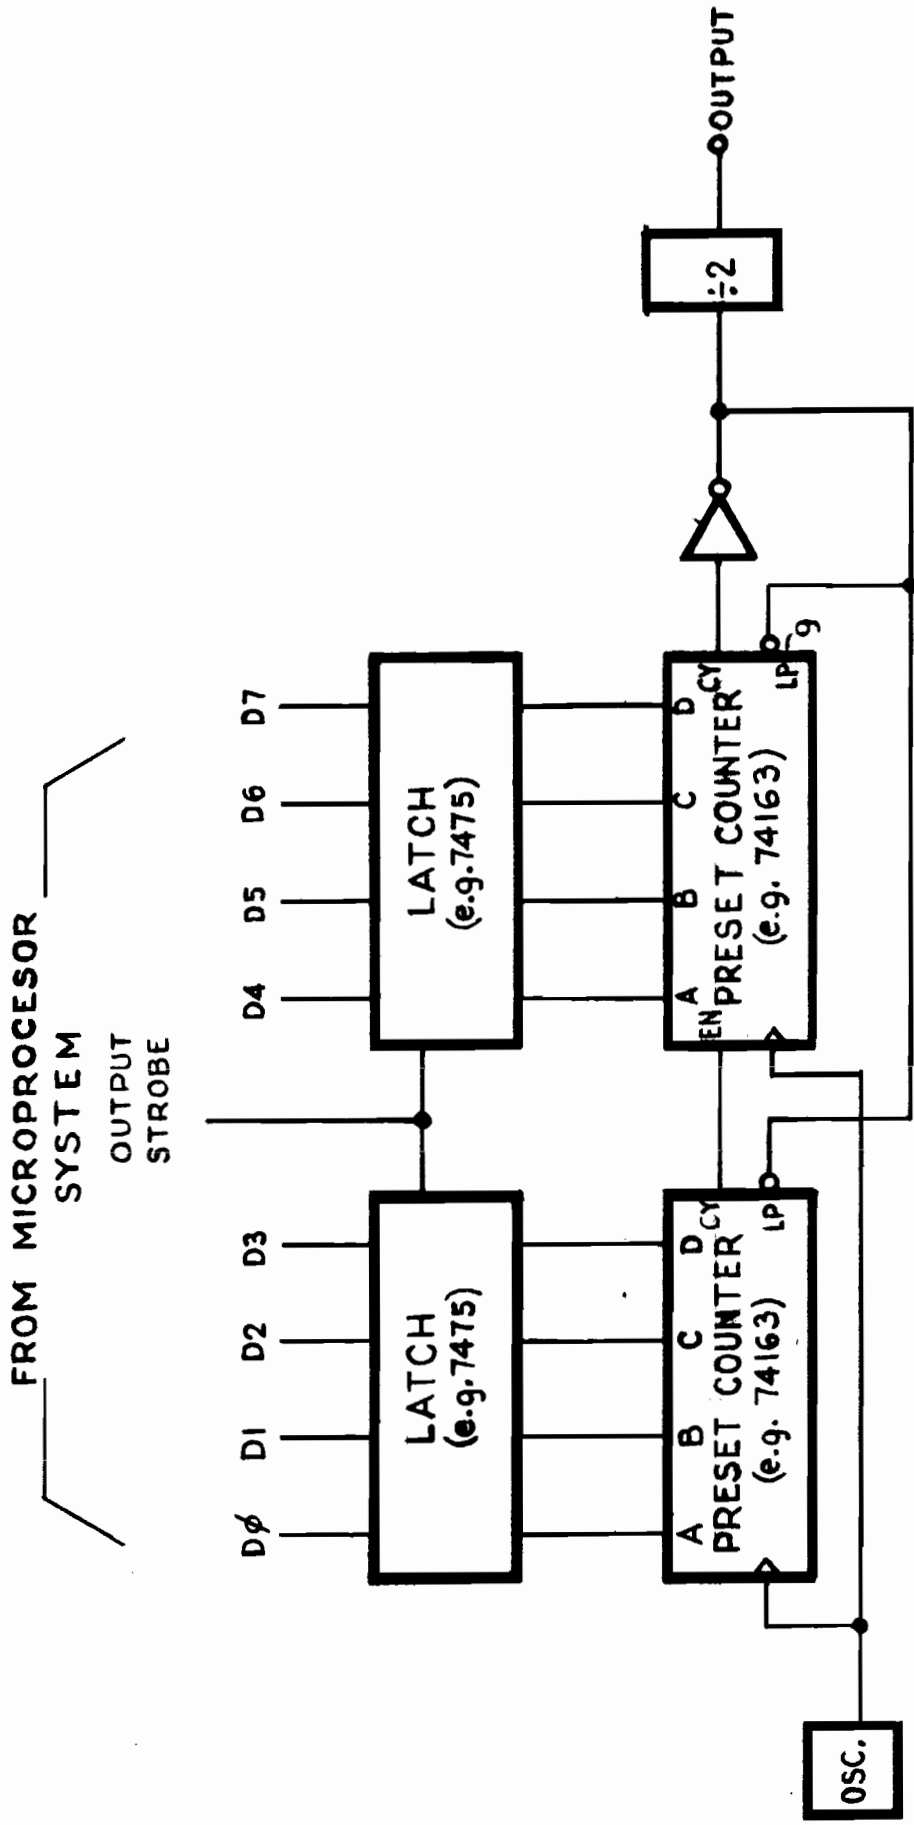 FROM MICROPROCESOR
SYSTEM
OUTPUT
STROBE
DØ
D1
D2
D3
D4
D5
D6
D7
LATCH
(e.g. 7475)
LATCH
(e.g. 7475)
A
B
C
D
CY
PRESET COUNTER
(e.g. 74163)
LP
A
B
C
D
EN
CY
PRESET COUNTER
(e.g. 74163)
LP
9
÷2
OUTPUT
OSC.